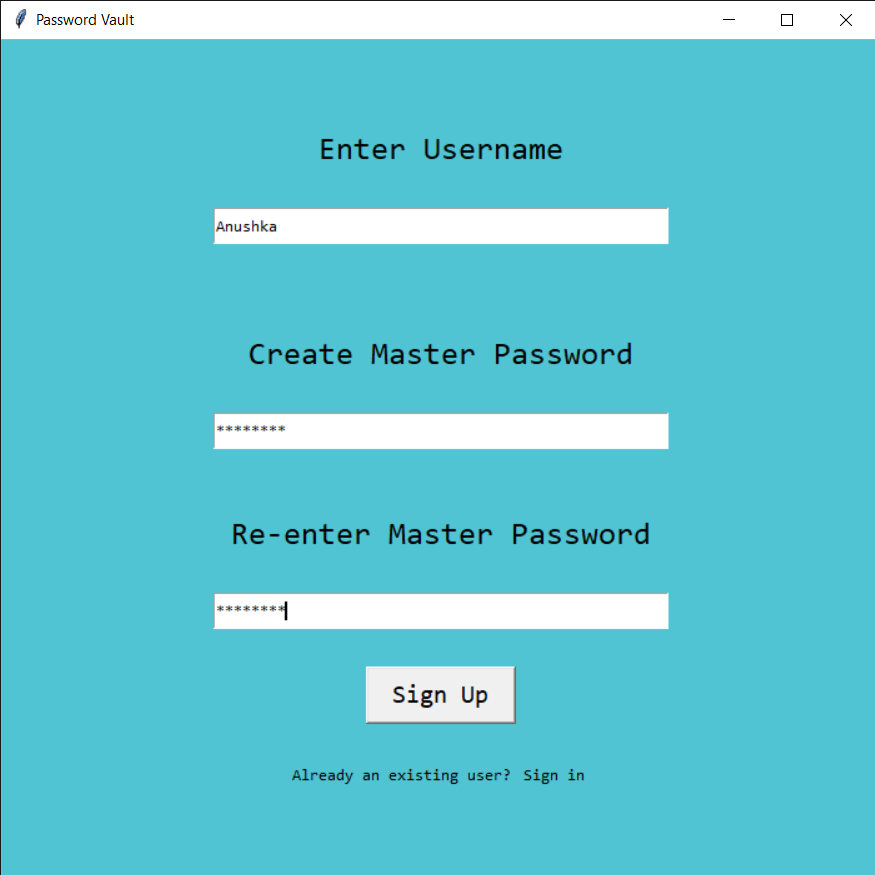 Password Vault
Enter Username
Anushka
Create Master Password
********
Re-enter Master Password
********
Sign Up
Already an existing user? Sign in